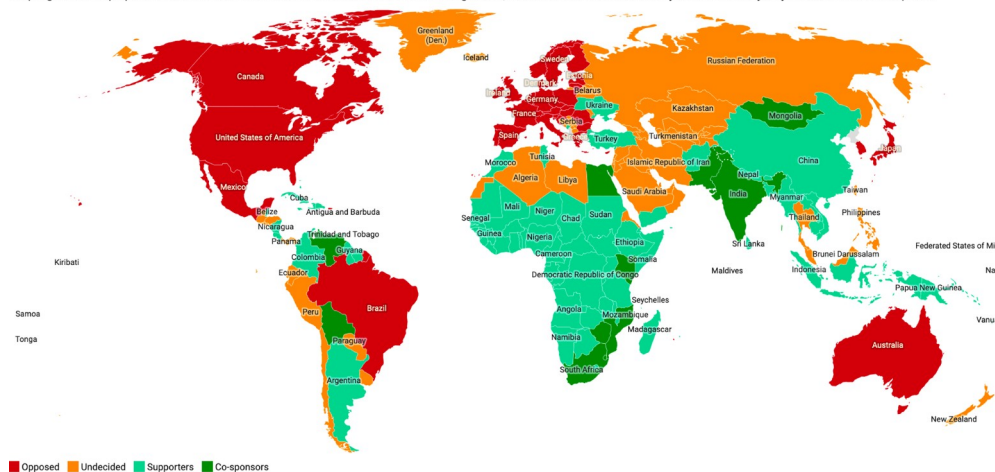 Greenland
(Den.)
Iceland
Sweden
Russian Federation
Canada
Denmark
Estonia
Ireland
Germany
Belarus
Ukraine
Kazakhstan
France
Mongolia
Serbia
United States of America
Spain
Turkey
Turkmenistan
Japan
Tunisia
China
Morocco
Islamic Republic of Iran
Algeria
Libya
Nepal
Mexico
Saudi Arabia
India
Myanmar
Taiwan
Cuba
Mali
Niger
Belize
Antigua and Barbuda
Senegal
Chad
Sudan
Thailand
Philippines
Nicaragua
Guinea
Nigeria
Trinidad and Tobago
Panama
Guyana
Ethiopia
Sri Lanka
Federated States of Mi
Colombia
Cameroon
Somalia
Brunei Darussalam
Kiribati
Ecuador
Democratic Republic of Congo
Maldives
Indonesia
Na
Papua New Guinea
Seychelles
Peru
Brazil
Angola
Samoa
Mozambique
Vanu
Madagascar
Tonga
Paraguay
Namibia
Australia
South Africa
Argentina
New Zealand
Opposed
Undecided
Supporters
Co-sponsors